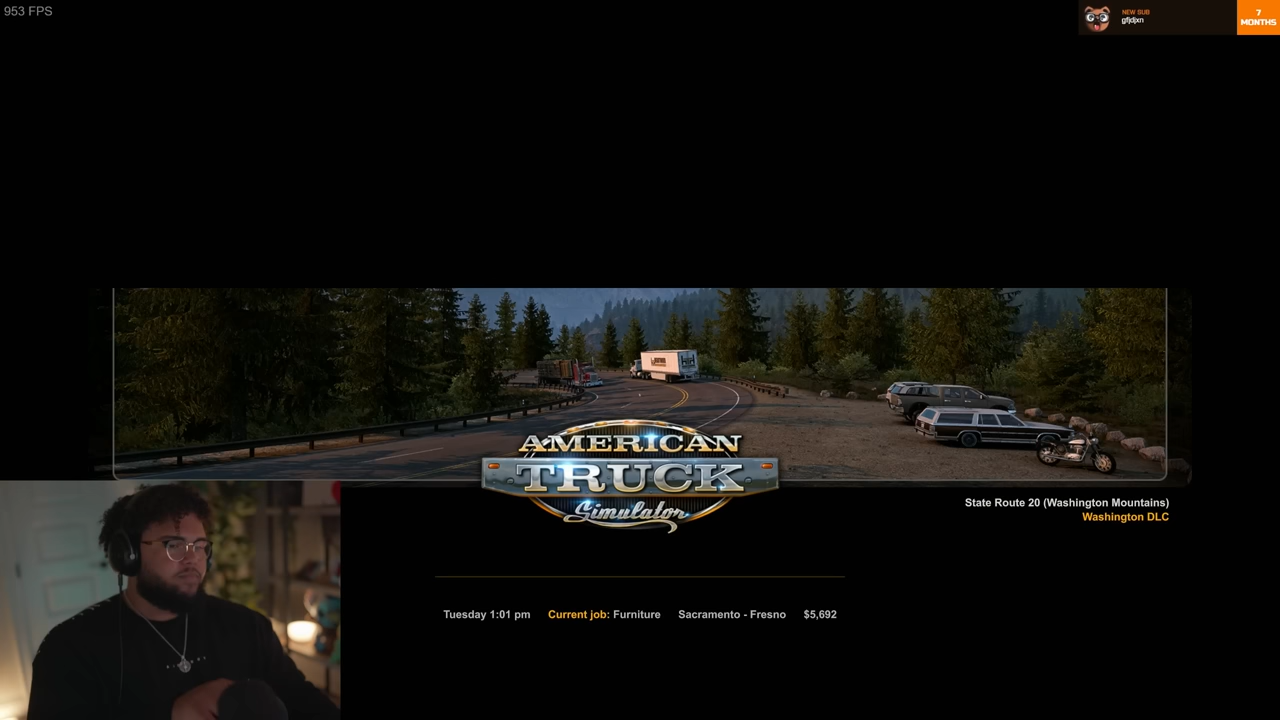 953 FPS
NEW SUB
gfjdjxn
7
MONTHS
AMERICAN
TRUCK
Simulator
State Route 20 (Washington Mountains)
Washington DLC
Tuesday 1:01 pm Current job: Furniture Sacramento - Fresno $5,692